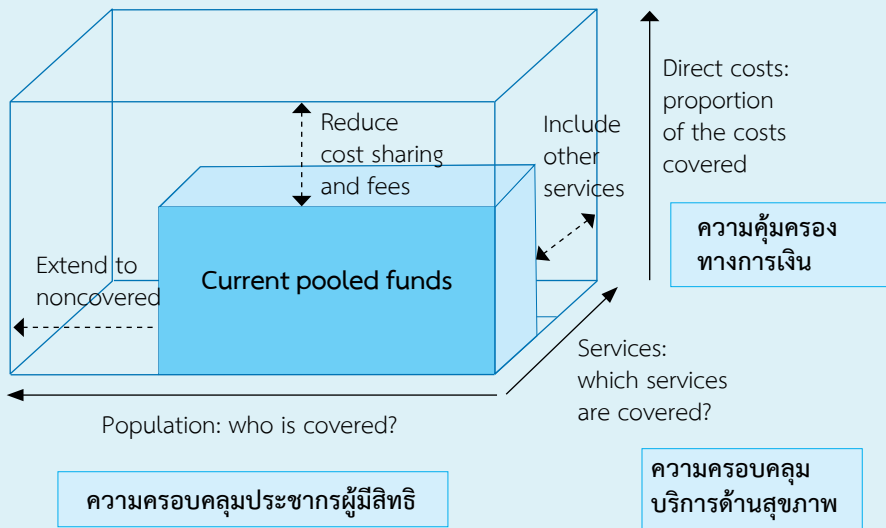 Direct costs:
proportion
of the costs
covered
Reduce
cost sharing
and fees
Include
other
services
ความคุ้มครอง
ทางการเงิน
Extend to
noncovered
Current pooled funds
Services:
which services
are covered?
Population: who is covered?
ความครอบคลุมประชากรผู้มีสิทธิ
ความครอบคลุม
บริการด้านสุขภาพ